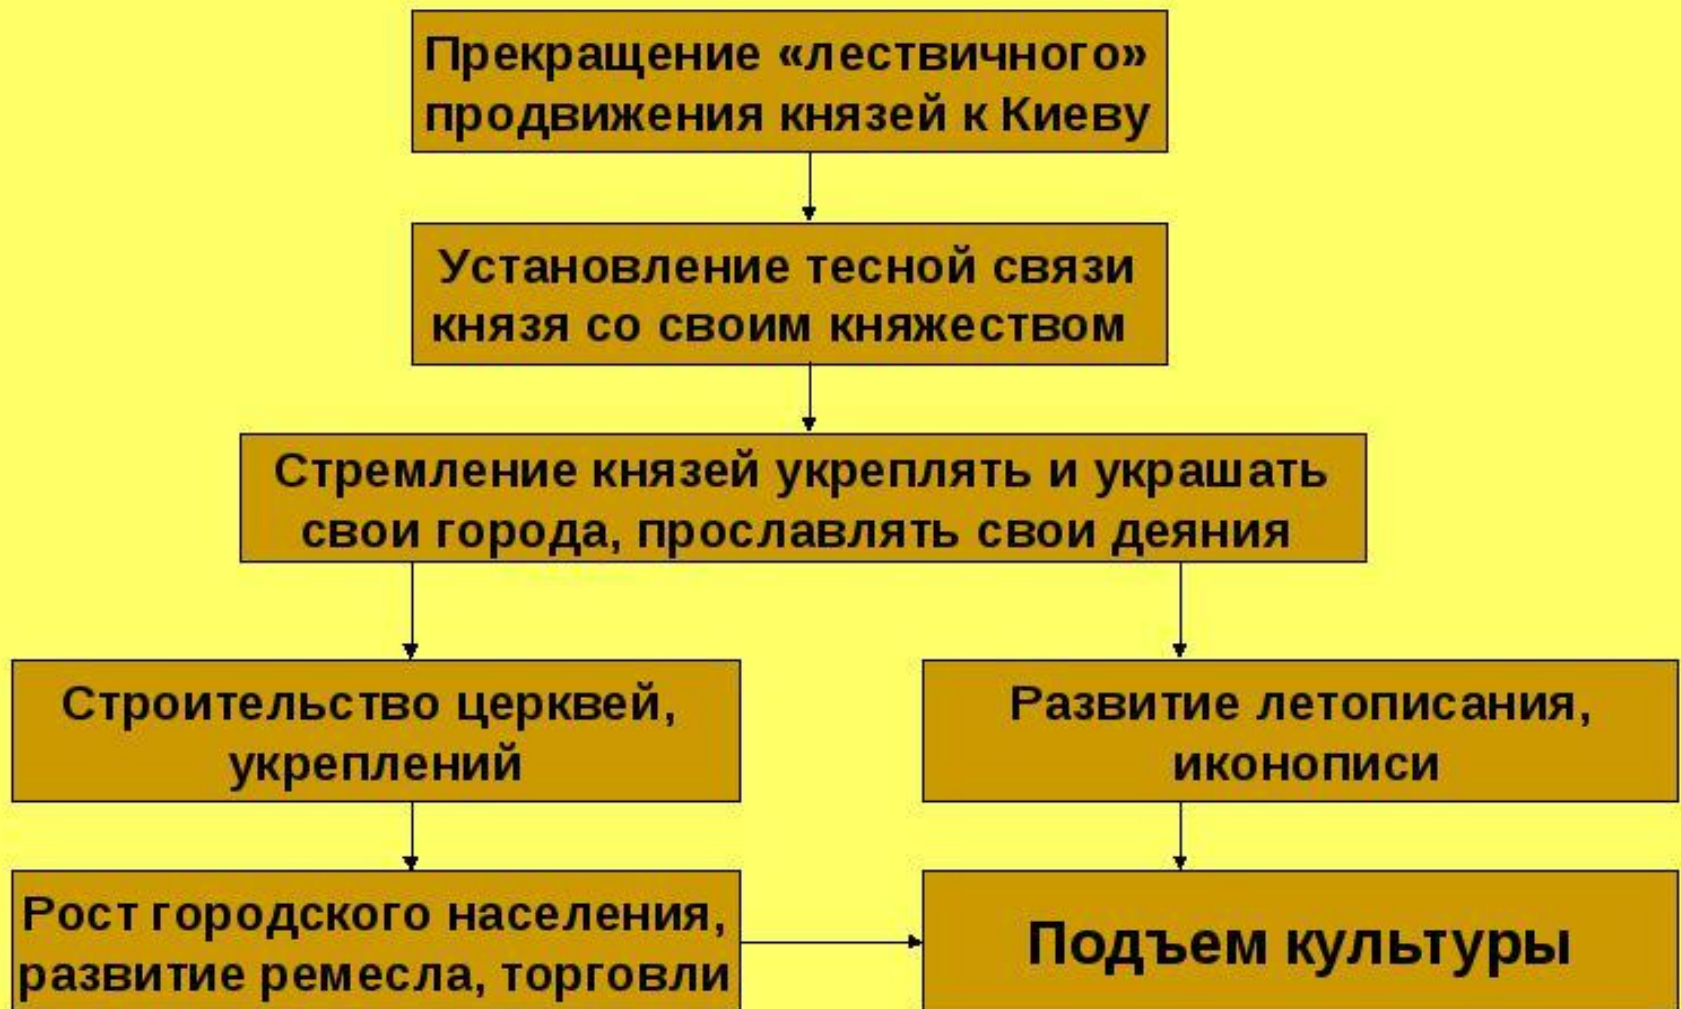 Прекращение «лествичного»
продвижения князей к Киеву
Установление тесной связи
князя со своим княжеством
Стремление князей укреплять и украшать
свои города, прославлять свои деяния
Строительство церквей,
укреплений
Развитие летописания,
иконописи
Рост городского населения,
развитие ремесла, торговли
Подъем культуры